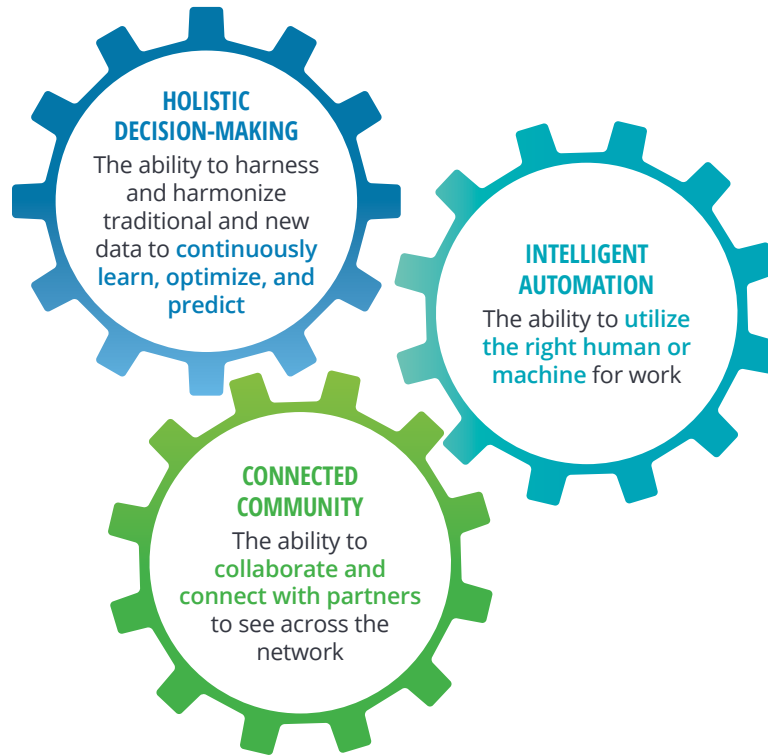 HOLISTIC
DECISION-MAKING
The ability to harness
and harmonize
traditional and new
data to continuously
learn, optimize, and
predict
INTELLIGENT
AUTOMATION
The ability to utilize
the right human or
machine for work
CONNECTED
COMMUNITY
The ability to
collaborate and
connect with partners
to see across the
network